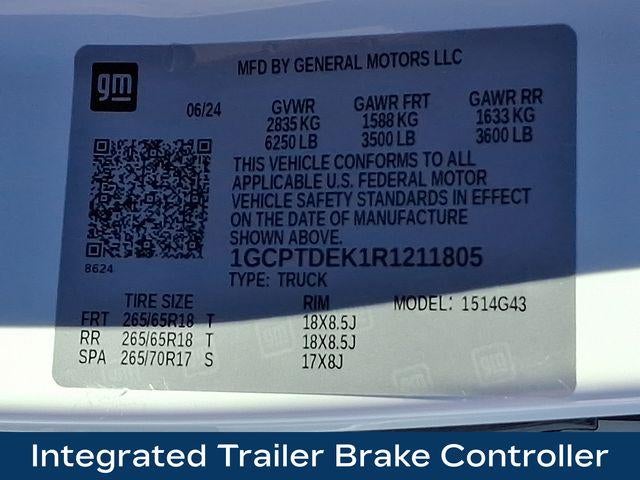 gm
MFD BY GENERAL MOTORS LLC
06/24 GVWR GAWR FRT GAWR RR
2835 KG 1588 KG 1633 KG
6250 LB 3500 LB 3600 LB
THIS VEHICLE CONFORMS TO ALL
APPLICABLE U.S. FEDERAL MOTOR
VEHICLE SAFETY STANDARDS IN EFFECT
ON THE DATE OF MANUFACTURE
SHOWN ABOVE.
8624
1GCPTDEK1R1211805
TYPE: TRUCK
TIRE SIZE RIM MODEL: 1514G43
FRT 265/65R18 T 18X8.5J
RR 265/65R18 T 18X8.5J
SPA 265/70R17 S 17X8J
Integrated Trailer Brake Controller